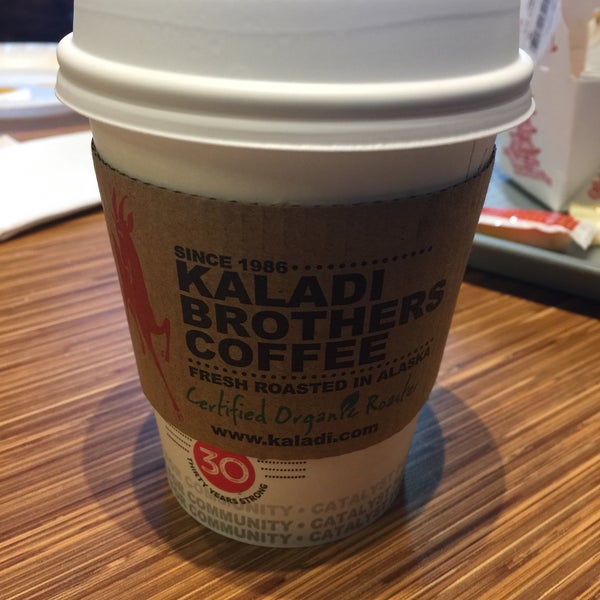 SINCE 1986
KALADI
BROTHERS
COFFEE
FRESH ROASTED IN ALASKA
Certified Organic Roaster
www.kaladi.com
30
THIRTY YEARS STRONG
COMMUNITY • CATALYST
COMMUNITY • CATALYST
COMMUNITY • CATA